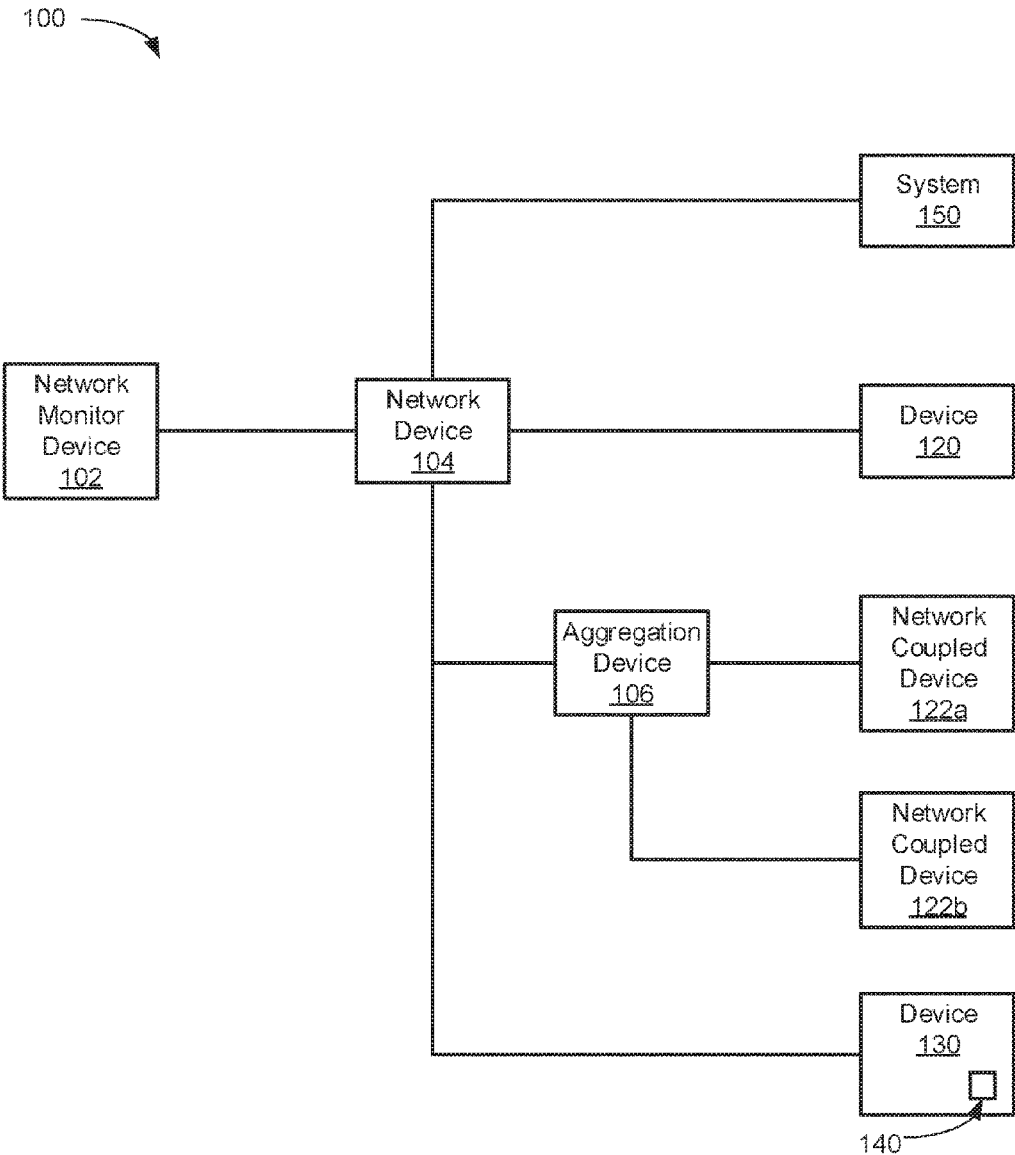 100
System
150
Network
Monitor
Device
102
Network
Device
104
Device
120
Aggregation
Device
106
Network
Coupled
Device
122a
Network
Coupled
Device
122b
Device
130
140